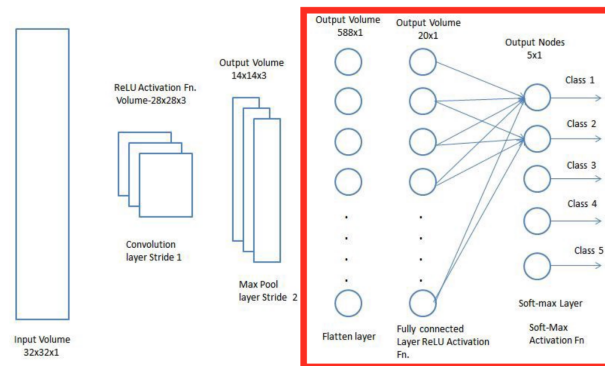 Input Volume
32x32x1
ReLU Activation Fn.
Volume-28x28x3
Convolution
layer Stride 1
Output Volume
14x14x3
Max Pool
layer Stride 2
Output Volume
588x1
Flatten layer
Output Volume
20x1
Fully connected
Layer ReLU Activation
Fn.
Output Nodes
5x1
Class 1
Class 2
Class 3
Class 4
Class 5
Soft-max Layer
Soft-Max
Activation Fn